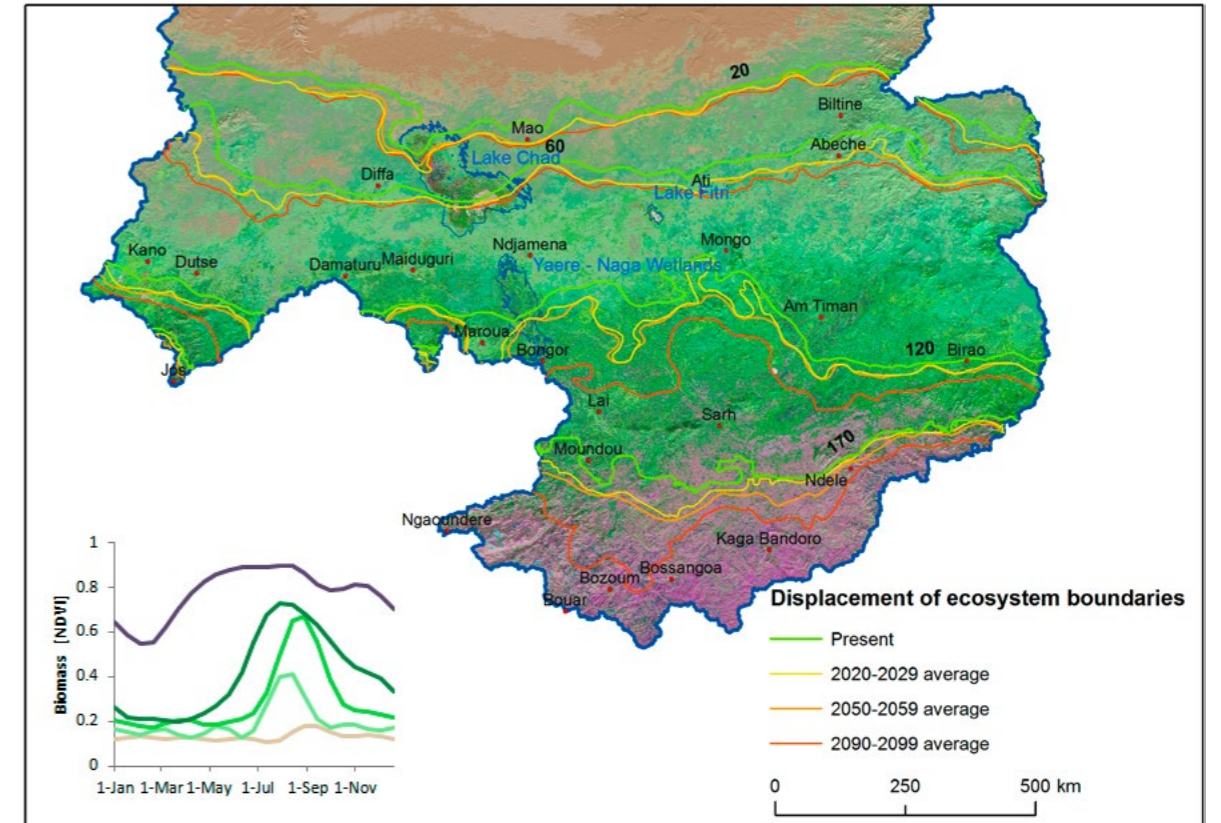 20
Biltine
Mao
60
Abeche
Lake Chad
Diffa
Ati
Lake Fitri
Kano
Dutse
Damaturu
Maiduguri
Ndjamena
Mongo
Yaere - Naga Wetlands
Am Timan
Maroua
Bongor
120
Birao
Jos
Lai
Sarh
170
Moundou
Ndele
Ngaoundere
Kaga Bandoro
Bossangoa
Bozoum
Bouar
Displacement of ecosystem boundaries
Present
2020-2029 average
2050-2059 average
2090-2099 average
0 250 500 km
Biomass [NDVI]
1
0.8
0.6
0.4
0.2
0
1-Jan 1-Mar 1-May 1-Jul 1-Sep 1-Nov